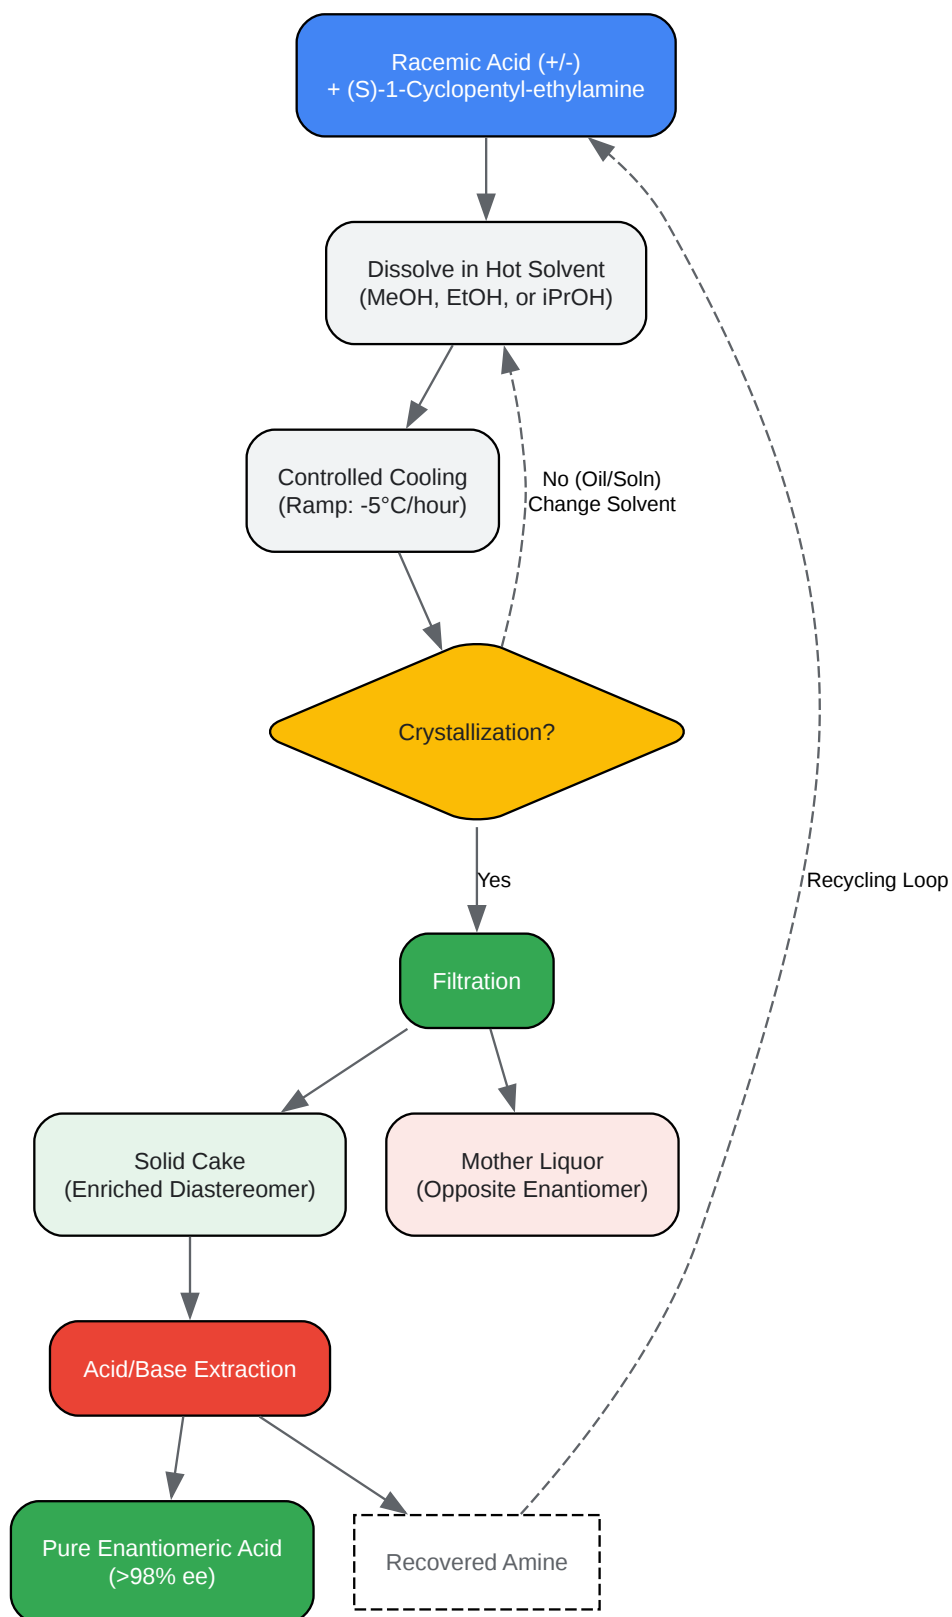 Racemic Acid (+/-)
+ (S)-1-Cyclopentyl-ethylamine
Dissolve in Hot Solvent
(MeOH, EtOH, or iPrOH)
Controlled Cooling
(Ramp: -5°C/hour)
No (Oil/Soln)
Change Solvent
Crystallization?
Yes
Recycling Loop
Filtration
Solid Cake
(Enriched Diastereomer)
Mother Liquor
(Opposite Enantiomer)
Acid/Base Extraction
Pure Enantiomeric Acid
(>98% ee)
Recovered Amine